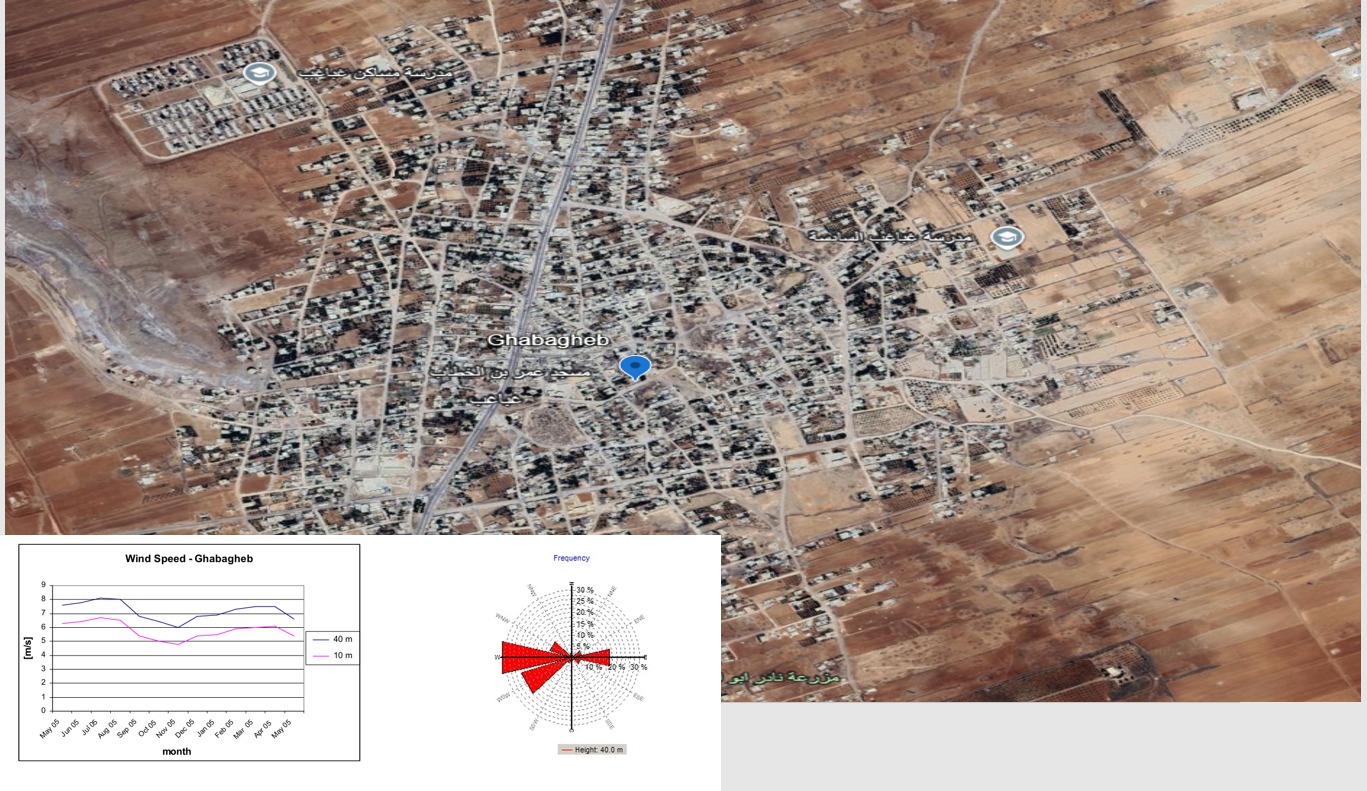 مدرسة مساكن غباغب
مدرسة غباغب السادسة
Ghabagheb
مسجد عمر بن الخطاب
غباغب
مزرعة نادر ابو ا
Wind Speed - Ghabagheb
9
8
7
6
5
4
3
2
1
0
[m/s]
May 05
Jun 05
Jul 05
Aug 05
Sep 05
Oct 05
Nov 05
Dec 05
Jan 05
Feb 05
Mar 05
Apr 05
May 05
month
40 m
10 m
Frequency
NNW
NNE
30 %
25 %
20 %
15 %
10 %
5 %
WNW
ENE
W
E
10 % 20 % 30 %
WSW
ESE
SSW
SSE
Height: 40.0 m